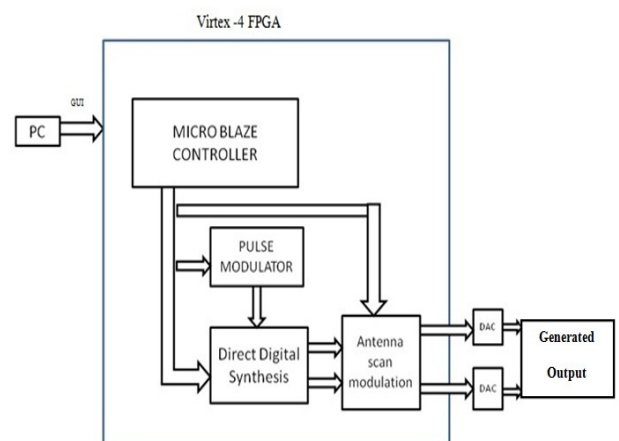 Virtex -4 FPGA
GUI
PC
MICRO BLAZE
CONTROLLER
PULSE
MODULATOR
Direct Digital
Synthesis
Antenna
scan
modulation
DAC
DAC
Generated
Output